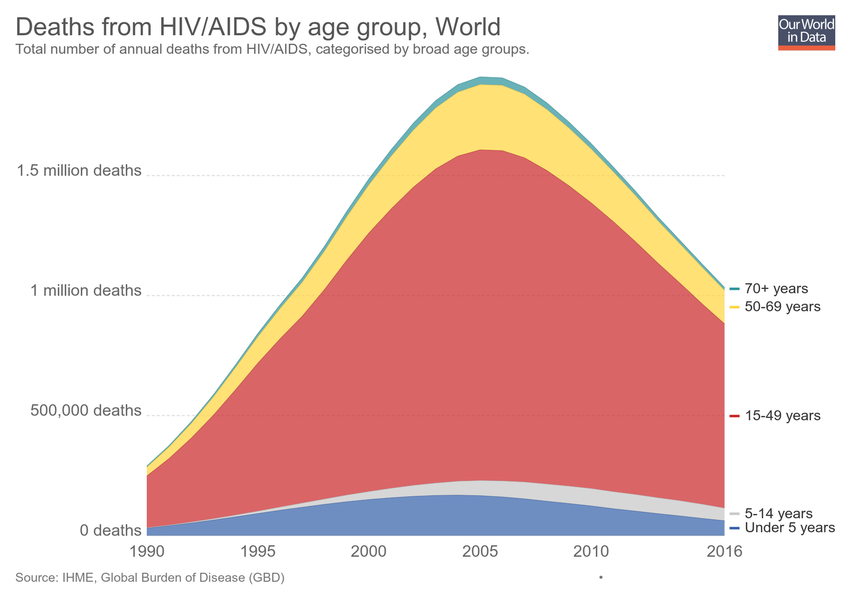 Deaths from HIV/AIDS by age group, World
Total number of annual deaths from HIV/AIDS, categorised by broad age groups.
Our World
in Data
1.5 million deaths
1 million deaths
500,000 deaths
0 deaths
70+ years
50-69 years
15-49 years
5-14 years
Under 5 years
1990
1995
2000
2005
2010
2016
Source: IHME, Global Burden of Disease (GBD)